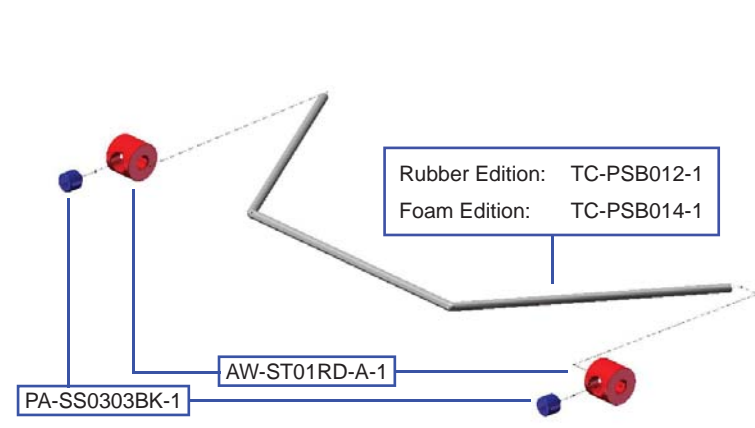 Rubber Edition: TC-PSB012-1
Foam Edition: TC-PSB014-1
AW-ST01RD-A-1
PA-SS0303BK-1